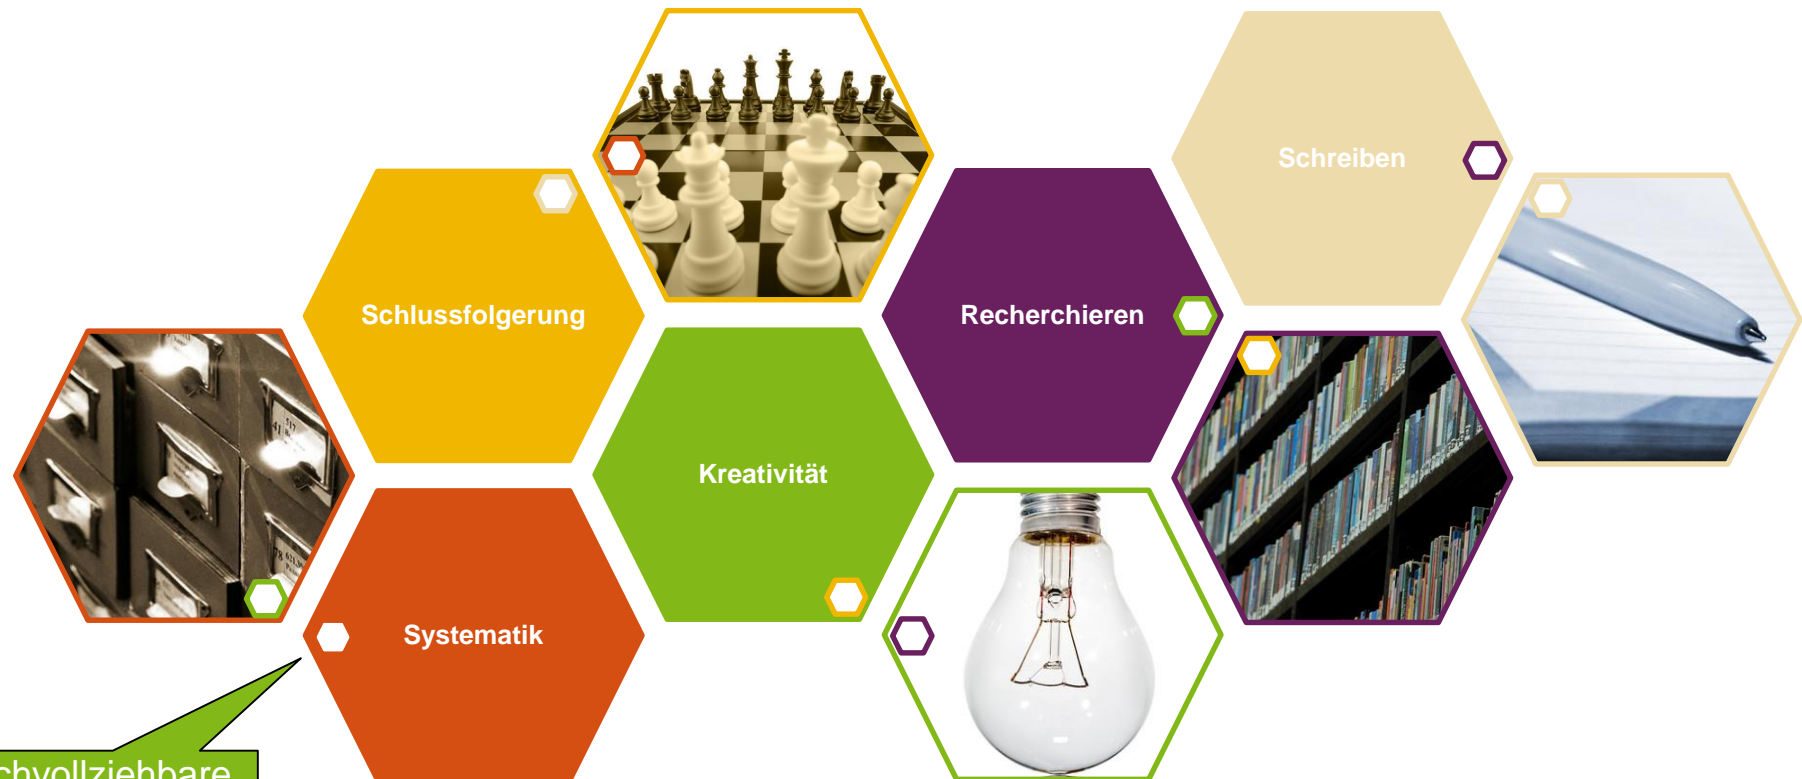 Schreiben
Schlussfolgerung
Recherchieren
Kreativität
Systematik